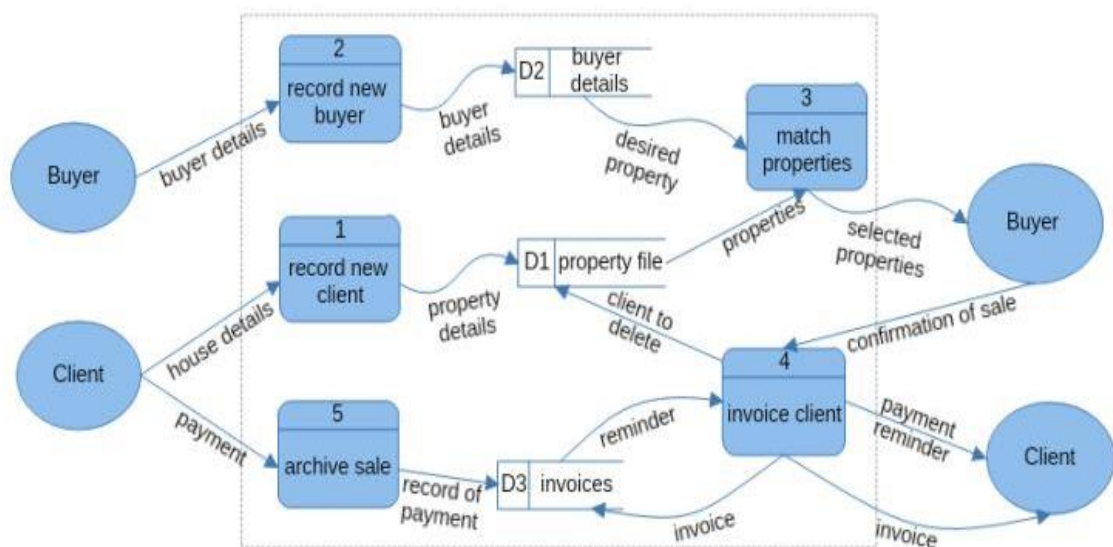 2
record new
buyer
D2
buyer
details
3
match
properties
Buyer
buyer details
buyer
details
desired
property
1
record new
client
D1
property file
properties
selected
properties
Buyer
house details
property
details
client to
delete
confirmation of sale
Client
4
invoice client
payment
5
archive sale
record of
payment
D3
invoices
reminder
payment
reminder
Client
invoice
invoice